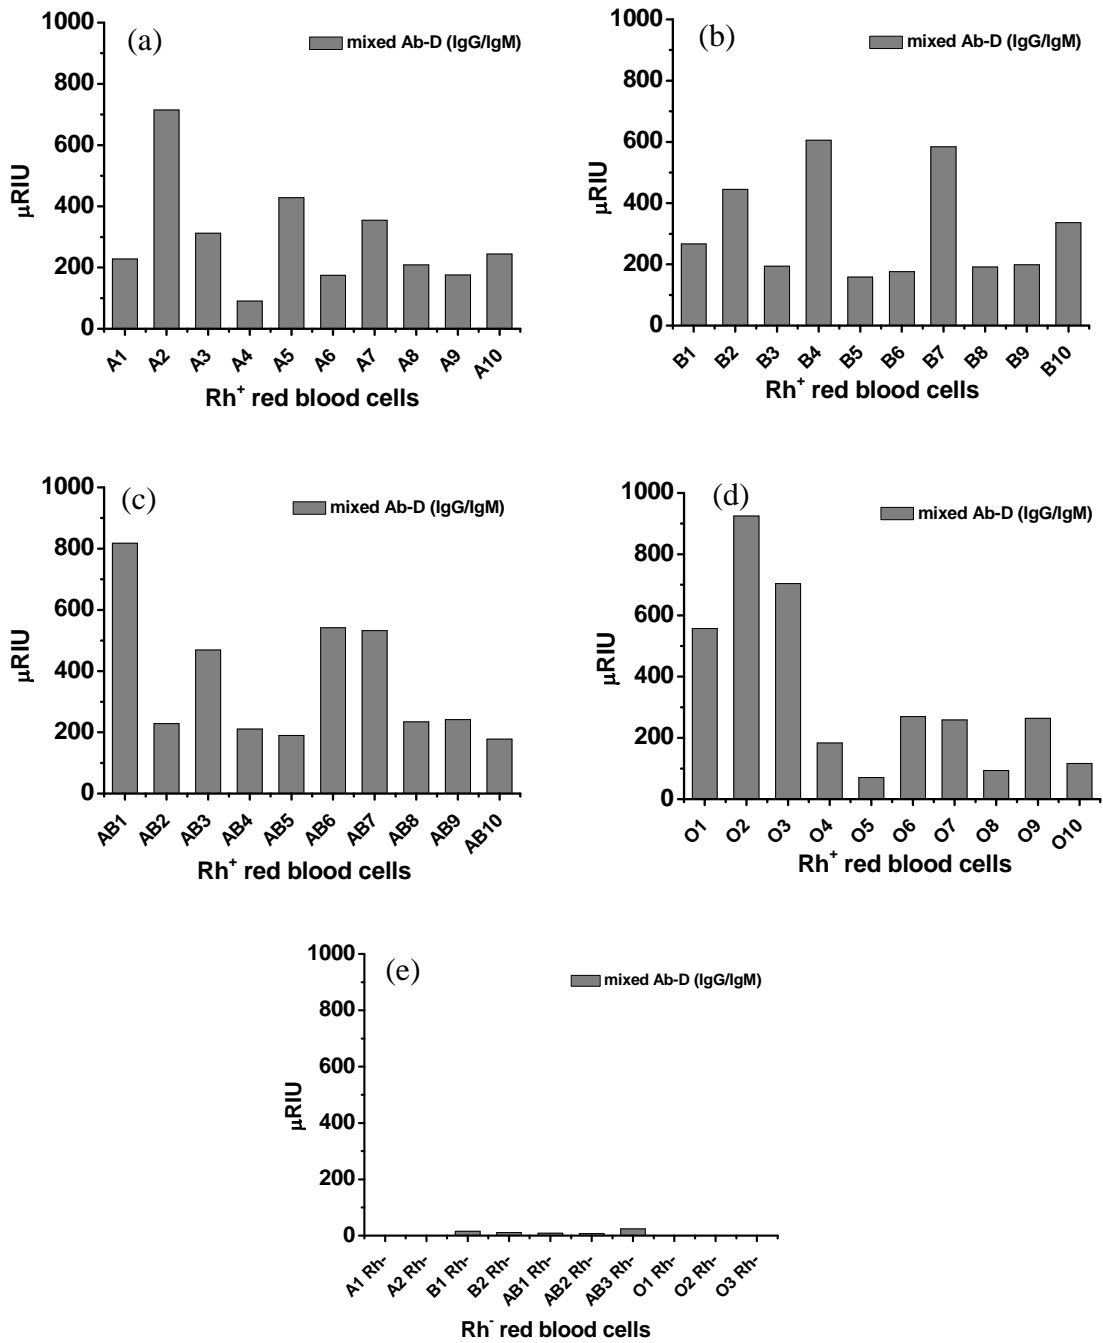 (a)
mixed Ab-D (IgG/IgM)
1000
800
600
400
200
0
μRIU
A1 A2 A3 A4 A5 A6 A7 A8 A9 A10
Rh⁺ red blood cells
(b)
mixed Ab-D (IgG/IgM)
1000
800
600
400
200
0
μRIU
B1 B2 B3 B4 B5 B6 B7 B8 B9 B10
Rh⁺ red blood cells
(c)
mixed Ab-D (IgG/IgM)
1000
800
600
400
200
0
μRIU
AB1 AB2 AB3 AB4 AB5 AB6 AB7 AB8 AB9 AB10
Rh⁺ red blood cells
(d)
mixed Ab-D (IgG/IgM)
1000
800
600
400
200
0
μRIU
O1 O2 O3 O4 O5 O6 O7 O8 O9 O10
Rh⁺ red blood cells
(e)
mixed Ab-D (IgG/IgM)
1000
800
600
400
200
0
μRIU
A1 Rh- A2 Rh- B1 Rh- B2 Rh- AB1 Rh- AB2 Rh- AB3 Rh- O1 Rh- O2 Rh- O3 Rh-
Rh⁻ red blood cells